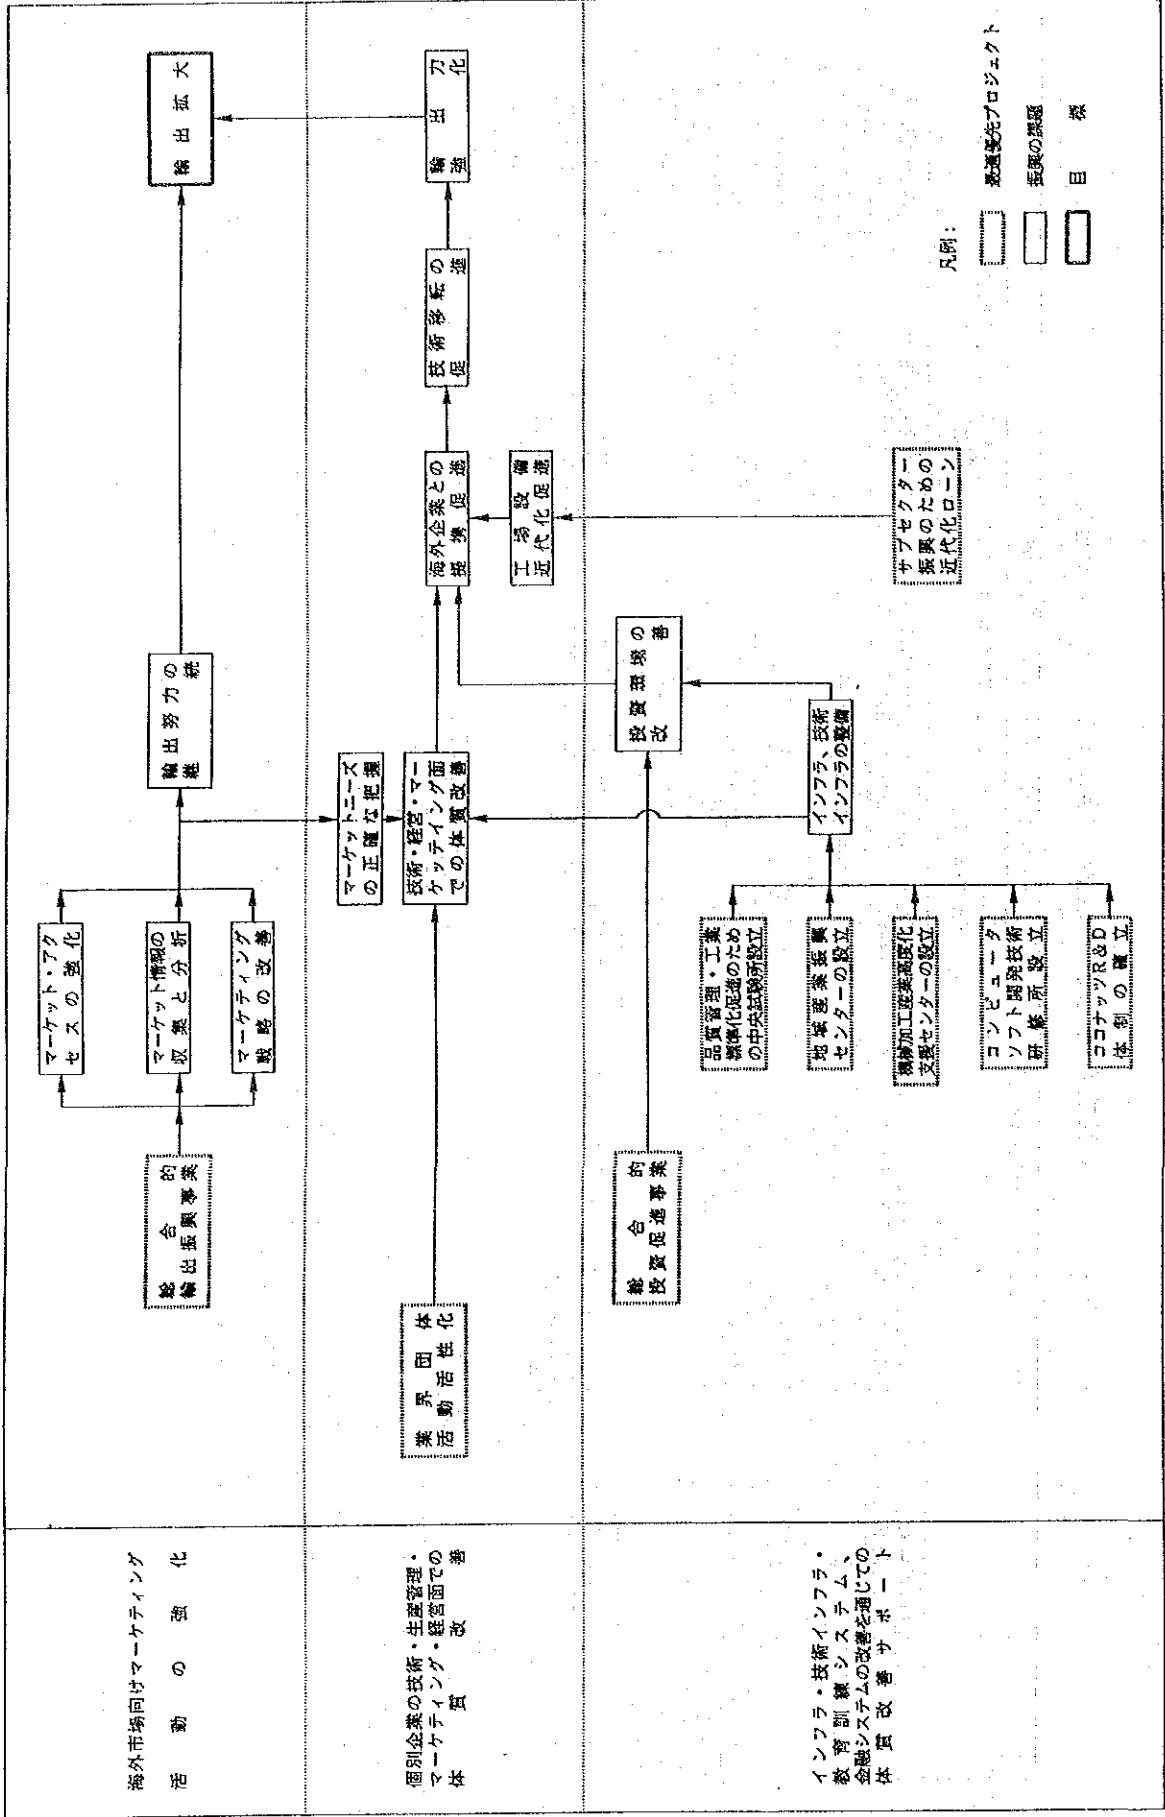 海外市場向けマーケティング
活動の強化
総合的
輸出振興事業
マーケット・アク
セスの強化
マーケット情報の
収集と分析
マーケティング
戦略の改善
輸出努力の
継続
輸出拡大
個別企業の技術・生産管理・
マーケティング・経営面での
体質改善
業界団体
活動活性化
マーケットニーズ
の正確な把握
技術・経営・マー
ケッティング面
での体質改善
海外企業との
提携促進
工場設備
近代化促進
技術移転の
促進
輸出力
強化
インフラ・技術インフラ・
教育訓練システム、
金融システムの改善を通じての
体質改善サポート
総合的
投資促進事業
投資環境の
改善
品質管理・工業
標準化促進のため
の中央試験所設立
地域産業振興
センターの設立
機械加工産業高度化
支援センターの設立
コンピュータ
ソフト開発技術
研修所設立
ココナッツR&D
体制の確立
インフラ、技術
インフラの整備
サブセクター
振興のための
近代化ローン
凡例：
最優先プロジェクト
振興の課題
目標